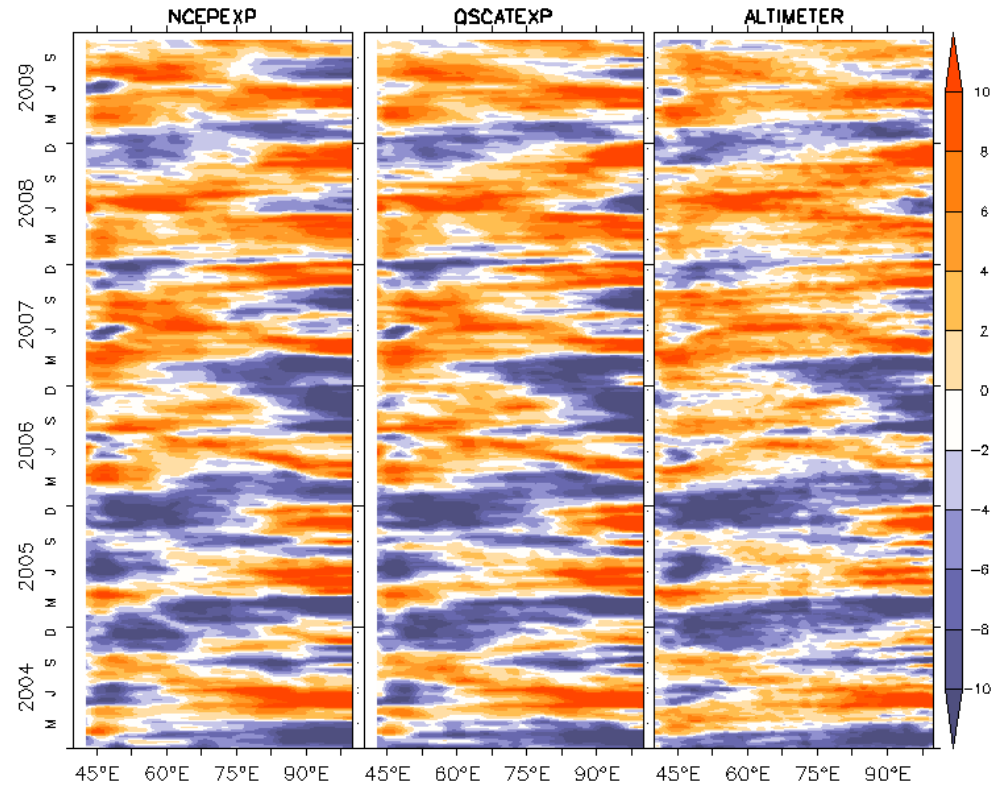 NCEPEXP QSCATEXP ALTIMETER
S
2009 J
M
D
S
2008 J
M
D
S
2007 J
M
D
S
2006 J
M
D
S
2005 J
M
D
S
2004 J
M
10
8
6
4
2
0
-2
-4
-6
-8
-10
45°E 60°E 75°E 90°E 45°E 60°E 75°E 90°E 45°E 60°E 75°E 90°E